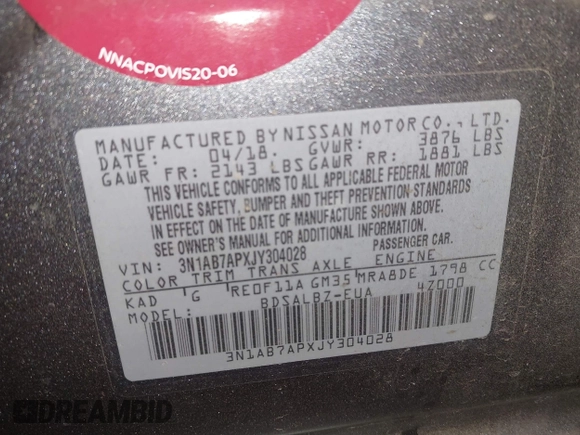 NNACPOVIS20-06
MANUFACTURED BY NISSAN MOTOR CO., LTD.
DATE: 04/18. GVWR: 3876 LBS
GAWR FR: 2143 LBS GAWR RR: 1881 LBS
THIS VEHICLE CONFORMS TO ALL APPLICABLE FEDERAL MOTOR
VEHICLE SAFETY, BUMPER AND THEFT PREVENTION STANDARDS
IN EFFECT ON THE DATE OF MANUFACTURE SHOWN ABOVE.
SEE OWNER'S MANUAL FOR ADDITIONAL INFORMATION.
VIN: 3N1AB7APXJY304028 PASSENGER CAR.
COLOR TRIM TRANS AXLE ENGINE
KAD G RE0F11A GM35 MRA8DE 1798 CC
MODEL: BDSALBZ-EUA 4Z000
3N1AB7APXJY304028
DREAMBID